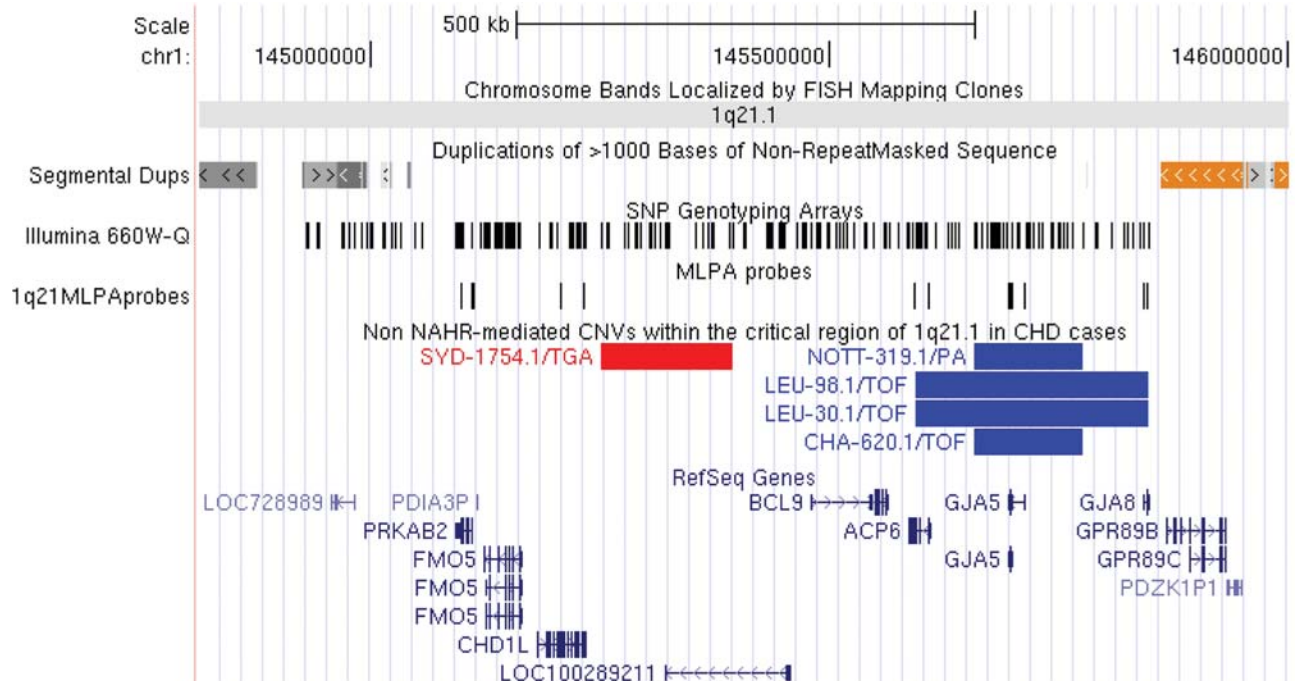 Scale 500 kb
chr1: 145000000 145500000 146000000
Chromosome Bands Localized by FISH Mapping Clones
1q21.1
Duplications of >1000 Bases of Non-RepeatMasked Sequence
Segmental Dups
SNP Genotyping Arrays
Illumina 660W-Q
MLPA probes
1q21MLPAprobes
Non NAHR-mediated CNVs within the critical region of 1q21.1 in CHD cases
SYD-1754.1/TGA NOTT-319.1/PA
LEU-98.1/TOF
LEU-30.1/TOF
CHA-620.1/TOF
RefSeq Genes
LOC728989 PDIA3P BCL9 GJA5 GJA8
PRKAB2 ACP6 GPR89B
FMO5 GJA5 GPR89C
FMO5 PDZK1P1
FMO5
CHD1L
LOC100289211